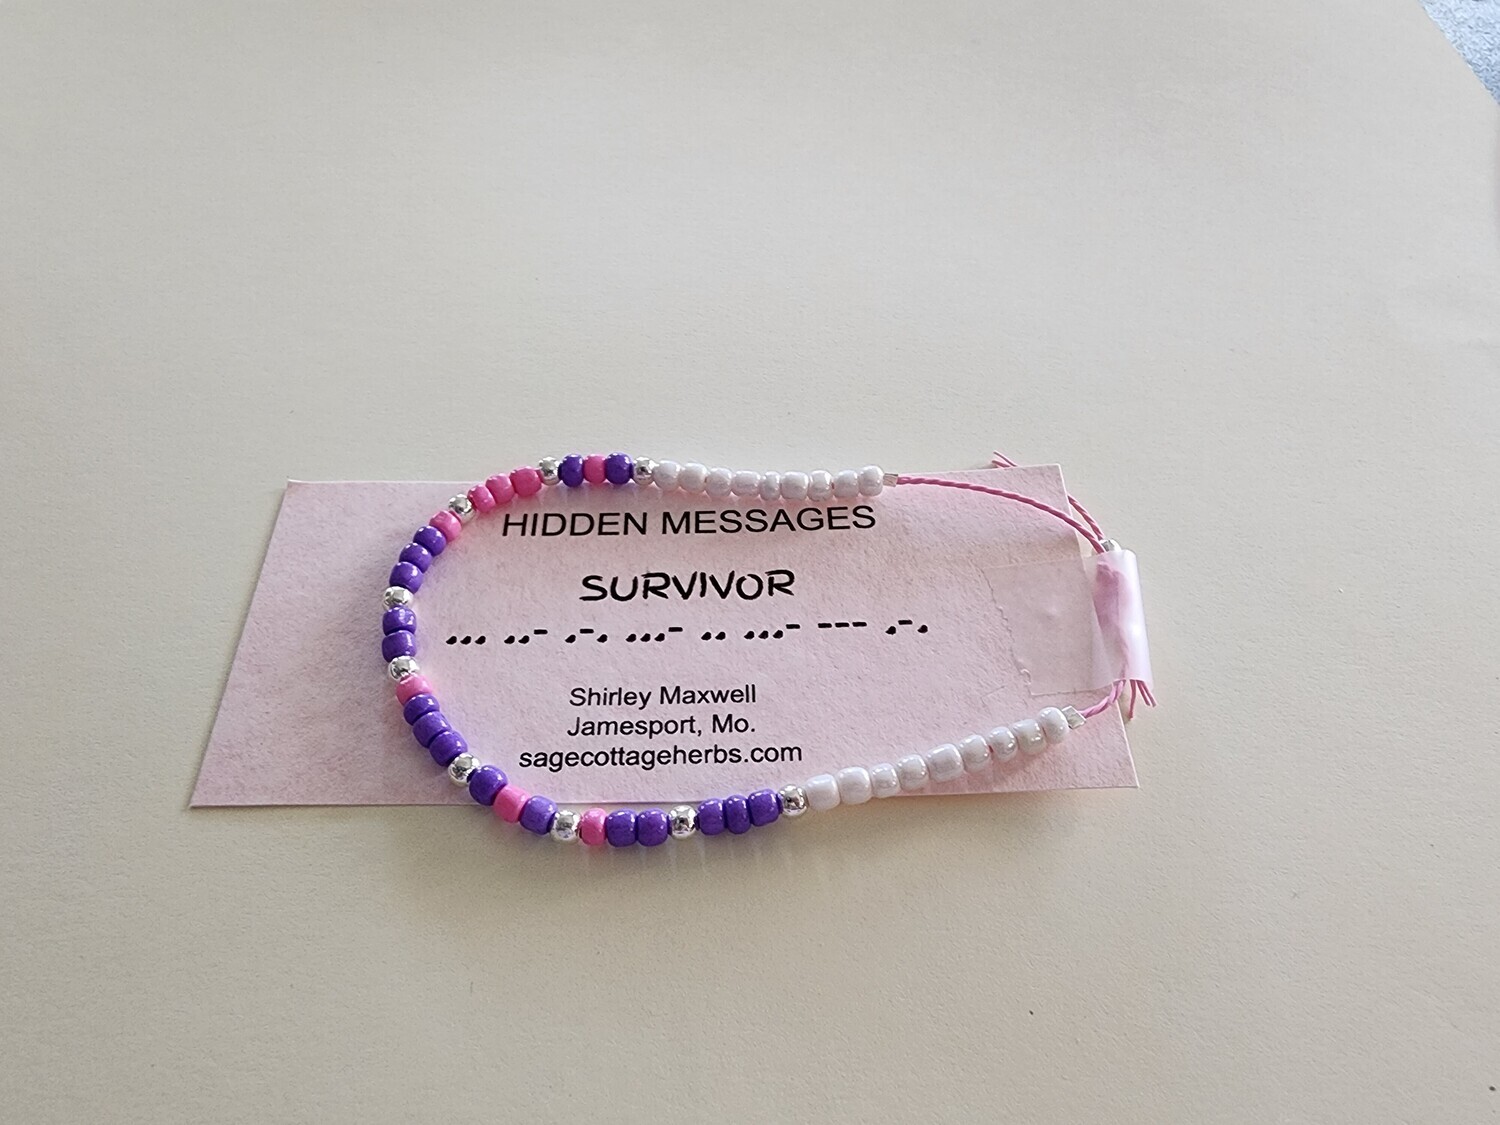 HIDDEN MESSAGES
SURVIVOR
... ..- .-. ...- .. ...- --- .-.
Shirley Maxwell
Jamesport, Mo.
sagecottageherbs.com